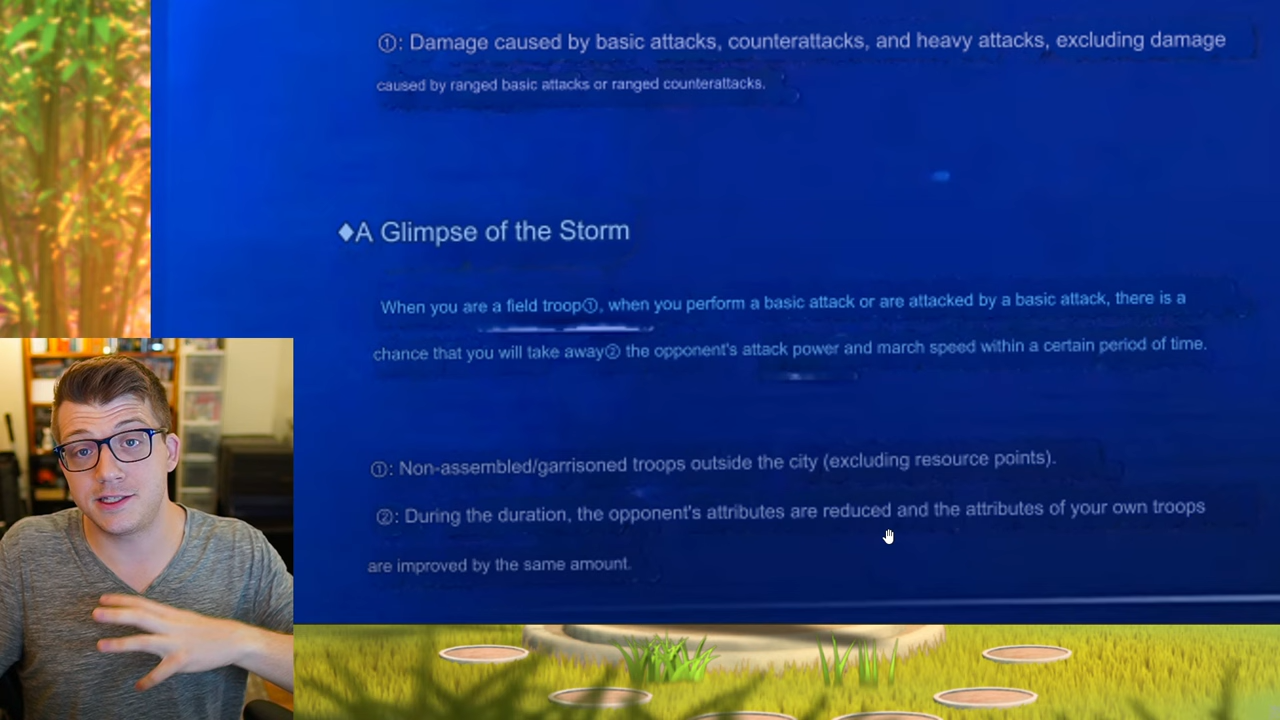 ①: Damage caused by basic attacks, counterattacks, and heavy attacks, excluding damage
caused by ranged basic attacks or ranged counterattacks.
◆A Glimpse of the Storm
When you are a field troop①, when you perform a basic attack or are attacked by a basic attack, there is a
chance that you will take away② the opponent's attack power and march speed within a certain period of time.
①: Non-assembled/garrisoned troops outside the city (excluding resource points).
②: During the duration, the opponent's attributes are reduced and the attributes of your own troops
are improved by the same amount.